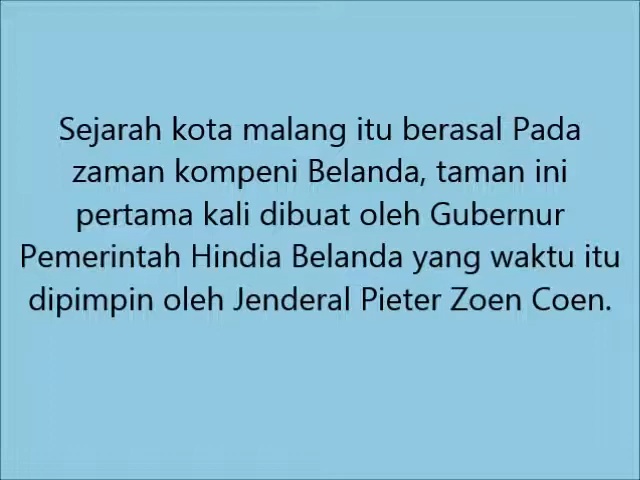 Sejarah kota malang itu berasal Pada
zaman kompeni Belanda, taman ini
pertama kali dibuat oleh Gubernur
Pemerintah Hindia Belanda yang waktu itu
dipimpin oleh Jenderal Pieter Zoen Coen.